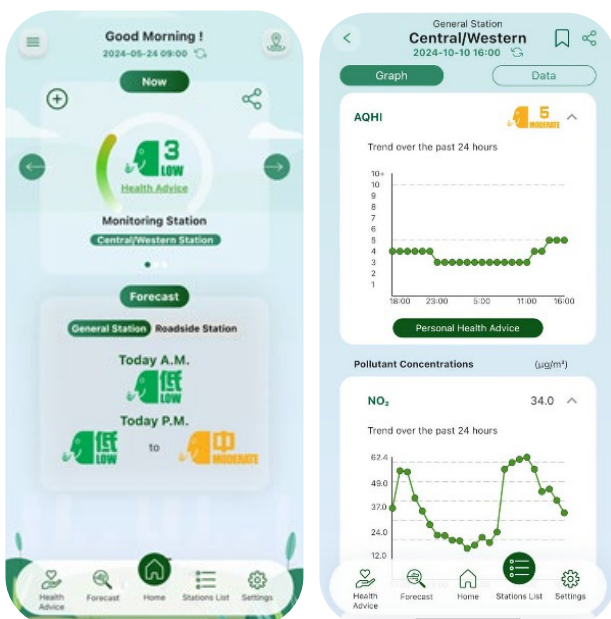 Good Morning !
2024-05-24 09:00
Now
3
LOW
Health Advice
Monitoring Station
Central/Western Station
Forecast
General Station Roadside Station
Today A.M.
低
LOW
Today P.M.
低
LOW
to
中
MODERATE
Health Advice
Forecast
Home
Stations List
Settings
General Station
Central/Western
2024-10-10 16:00
Graph
Data
AQHI
5
MODERATE
Trend over the past 24 hours
10+
10
9
8
7
6
5
4
3
2
1
18:00 23:00 5:00 11:00 16:00
Personal Health Advice
Pollutant Concentrations (µg/m³)
NO₂ 34.0
Trend over the past 24 hours
62.4
49.0
37.0
24.0
12.0
Health Advice
Forecast
Home
Stations List
Settings